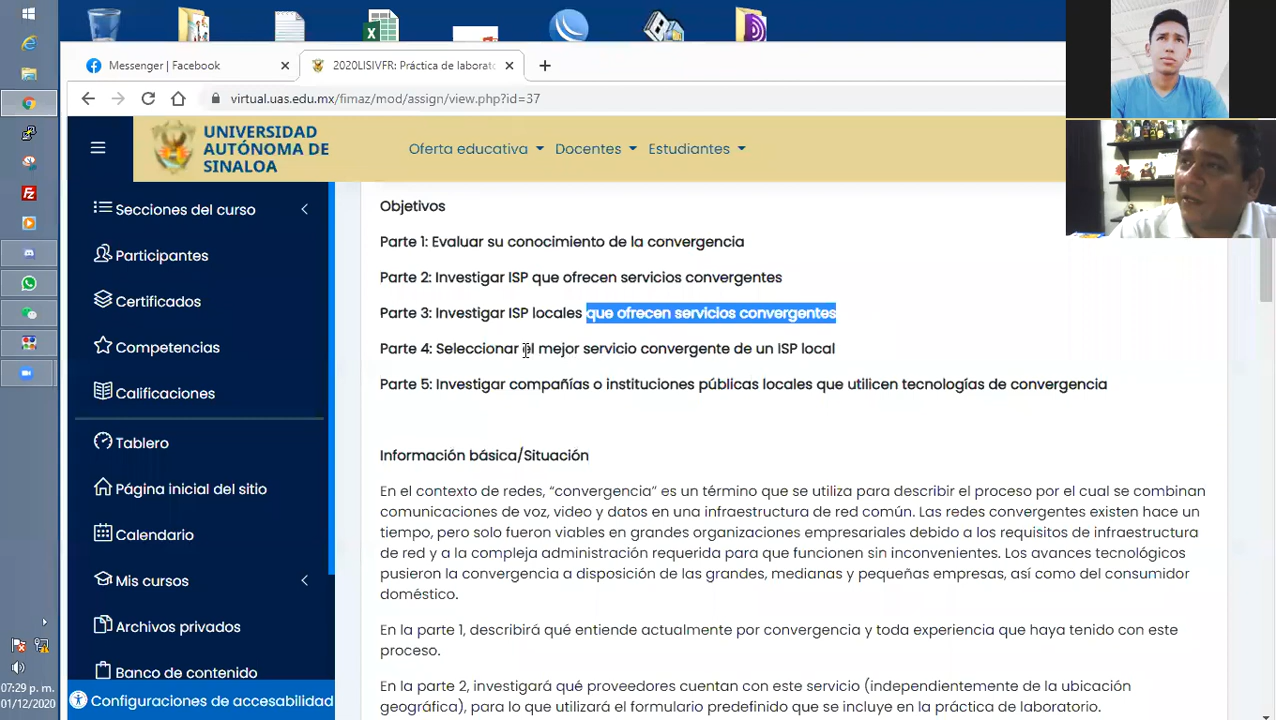 Messenger | Facebook
2020LISIVFR: Práctica de laborato
virtual.uas.edu.mx/fimaz/mod/assign/view.php?id=37
UNIVERSIDAD
AUTÓNOMA DE
SINALOA
Oferta educativa
Docentes
Estudiantes
Secciones del curso
Participantes
Certificados
Competencias
Calificaciones
Tablero
Página inicial del sitio
Calendario
Mis cursos
Archivos privados
Banco de contenido
Configuraciones de accesabilidad
Objetivos
Parte 1: Evaluar su conocimiento de la convergencia
Parte 2: Investigar ISP que ofrecen servicios convergentes
Parte 3: Investigar ISP locales que ofrecen servicios convergentes
Parte 4: Seleccionar el mejor servicio convergente de un ISP local
Parte 5: Investigar compañías o instituciones públicas locales que utilicen tecnologías de convergencia
Información básica/Situación
En el contexto de redes, “convergencia” es un término que se utiliza para describir el proceso por el cual se combinan
comunicaciones de voz, video y datos en una infraestructura de red común. Las redes convergentes existen hace un
tiempo, pero solo fueron viables en grandes organizaciones empresariales debido a los requisitos de infraestructura
de red y a la compleja administración requerida para que funcionen sin inconvenientes. Los avances tecnológicos
pusieron la convergencia a disposición de las grandes, medianas y pequeñas empresas, así como del consumidor
doméstico.
En la parte 1, describirá qué entiende actualmente por convergencia y toda experiencia que haya tenido con este
proceso.
En la parte 2, investigará qué proveedores cuentan con este servicio (independientemente de la ubicación
geográfica), para lo que utilizará el formulario predefinido que se incluye en la práctica de laboratorio.
07:29 p. m.
01/12/2020